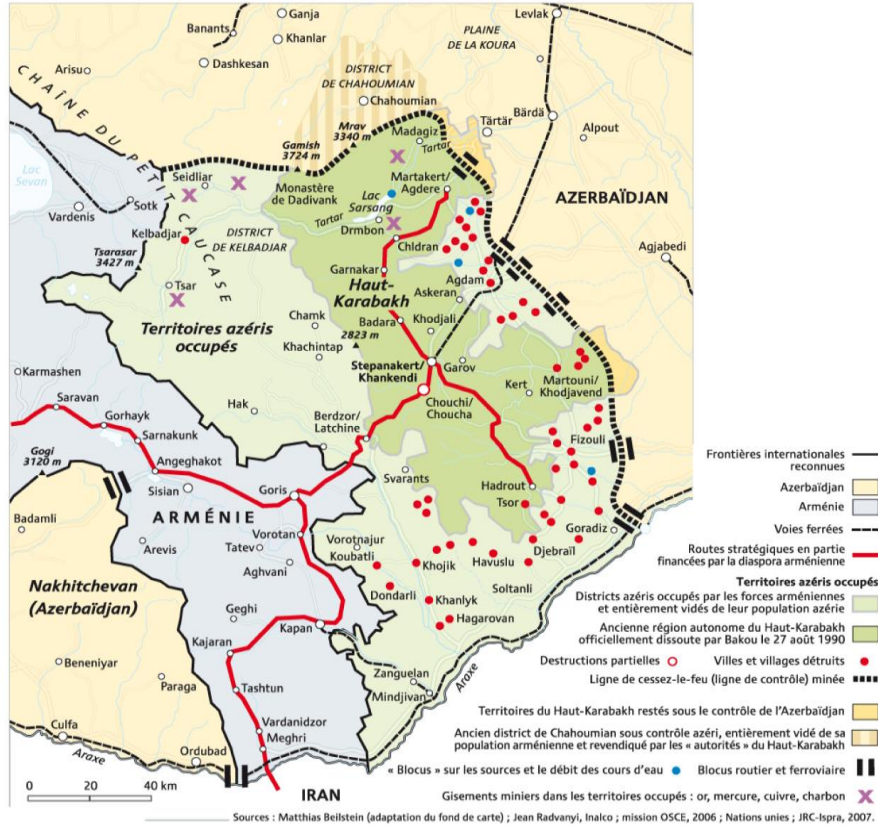 Levlak
Ganja
Banants
Khanlar
PLAINE
DE LA KOURA
Arisu
Dashkesan
DISTRICT
DE CHAHOUMIAN
Chahoumian
Bärdä
Tärtär
Alpout
CHAÎNE DU PETIT CAUCASE
Mrav
3340 m
Gamish
3724 m
Madagiz
Tartar
Lac
Sevan
Seidliar
Monastère
de Dadivank
Martakert/
Agdere
AZERBAÏDJAN
Vardenis
Sotk
Lac
Sarsang
Tartar
Drmbon
Kelbadjar
DISTRICT
DE KELBADJAR
Chldran
Agjabedi
Tsarasar
3427 m
Garnakar
Agdam
Tsar
Haut-
Karabakh
Askeran
Territoires azéris
occupés
Chamk
Badara
Khodjali
2823 m
Khachintap
Stepanakert/
Khankendi
Garov
Martouni/
Khodjavend
Kert
Karmashen
Saravan
Hak
Chouchi/
Choucha
Gorhayk
Berdzor/
Latchine
Sarnakunk
Fizouli
Gogi
3120 m
Angeghakot
Svarants
Sisian
Goris
Hadrout
Tsor
Badamli
ARMÉNIE
Vorotan
Goradiz
Arevis
Tatev
Vorotnajur
Koubatli
Khojik
Havuslu
Djebraïl
Aghvani
Nakhitchevan
(Azerbaïdjan)
Dondarli
Soltanli
Geghi
Khanlyk
Kapan
Hagarovan
Kajaran
Beneniyar
Zanguelan
Paraga
Tashtun
Mindjivan
Araxe
Culfa
Vardanidzor
Meghri
Araxe
Ordubad
0 20 40 km
IRAN
Frontières internationales
reconnues
Azerbaïdjan
Arménie
Voies ferrées
Routes stratégiques en partie
financées par la diaspora arménienne
Territoires azéris occupés
Districts azéris occupés par les forces arméniennes
et entièrement vidés de leur population azérie
Ancienne région autonome du Haut-Karabakh
officiellement dissoute par Bakou le 27 août 1990
Destructions partielles Villes et villages détruits
Ligne de cessez-le-feu (ligne de contrôle) minée
Territoires du Haut-Karabakh restés sous le contrôle de l'Azerbaïdjan
Ancien district de Chahoumian sous contrôle azéri, entièrement vidé de sa
population arménienne et revendiqué par les « autorités » du Haut-Karabakh
« Blocus » sur les sources et le débit des cours d'eau Blocus routier et ferroviaire
Gisements miniers dans les territoires occupés : or, mercure, cuivre, charbon
Sources : Matthias Beilstein (adaptation du fond de carte) ; Jean Radvanyi, Inalco ; mission OSCE, 2006 ; Nations unies ; JRC-Ispra, 2007.